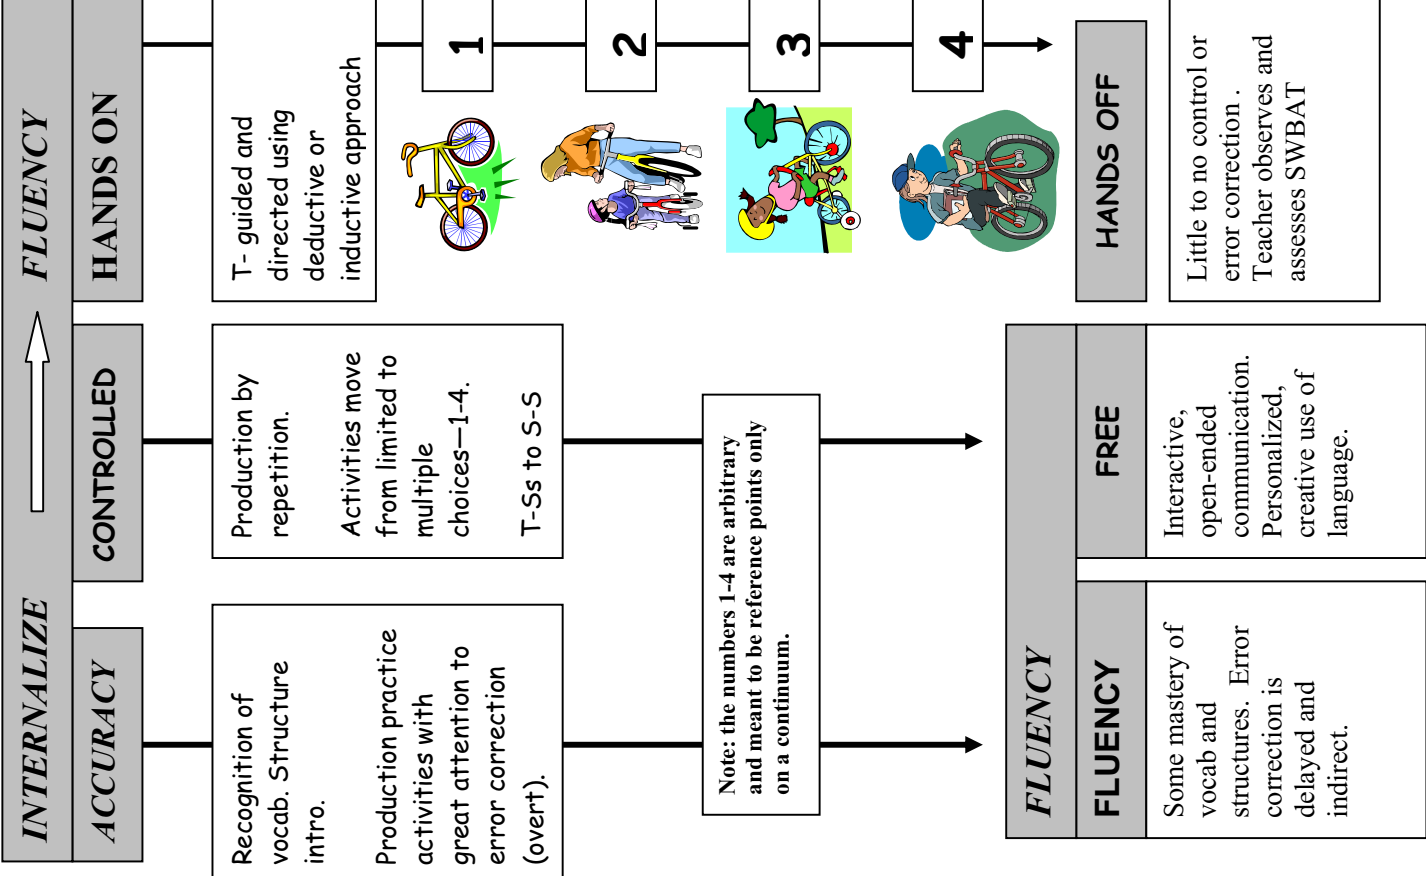 INTERNALIZE FLUENCY
ACCURACY
CONTROLLED
HANDS ON
Recognition of
vocab. Structure
intro.
Production practice
activities with
great attention to
error correction
(overt).
Production by
repetition.
Activities move
from limited to
multiple
choices—1-4.
T-Ss to S-S
T- guided and
directed using
deductive or
inductive approach
1
2
3
4
Note: the numbers 1-4 are arbitrary
and meant to be reference points only
on a continuum.
FLUENCY
FLUENCY
FREE
HANDS OFF
Some mastery of
vocab and
structures. Error
correction is
delayed and
indirect.
Interactive,
open-ended
communication.
Personalized,
creative use of
language.
Little to no control or
error correction .
Teacher observes and
assesses SWBAT